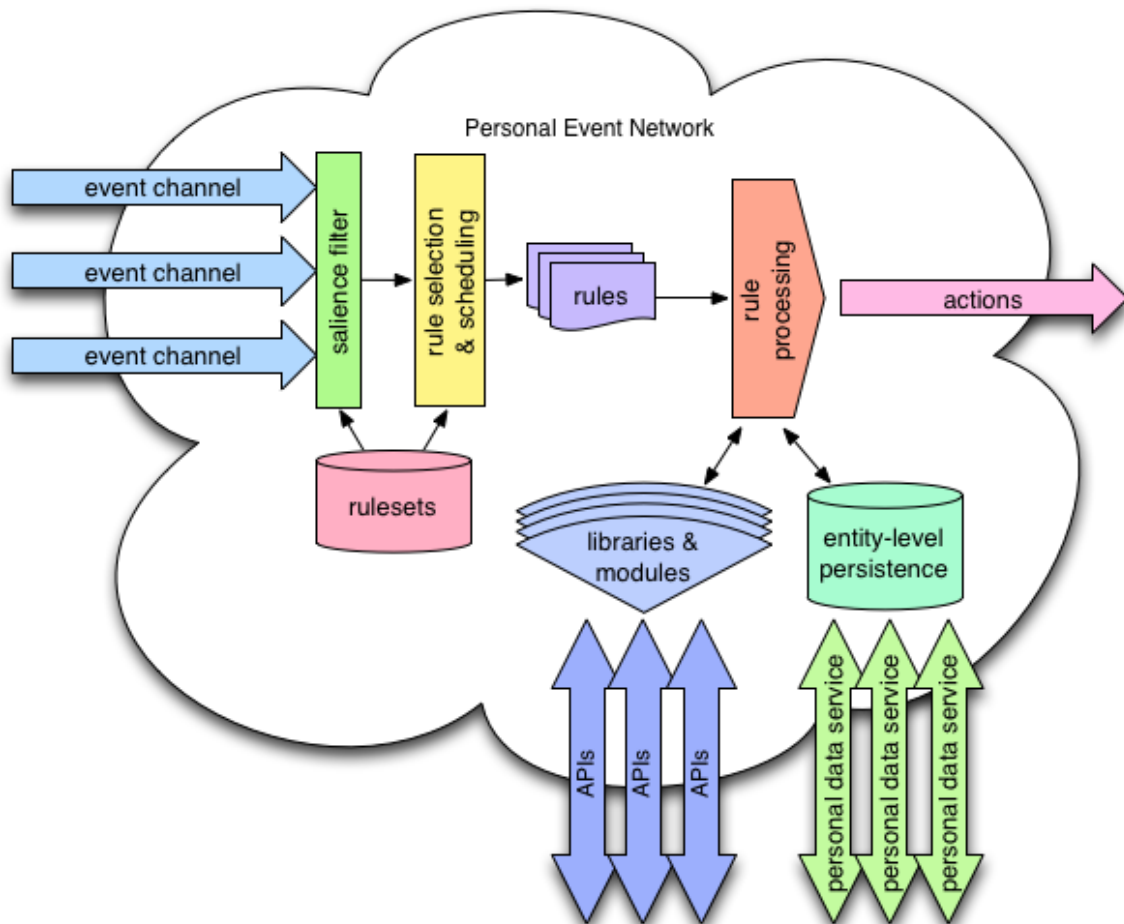 Personal Event Network
event channel
event channel
event channel
salience filter
rule selection
& scheduling
rules
rule
processing
actions
rulesets
libraries &
modules
entity-level
persistence
APIs
APIs
APIs
personal data service
personal data service
personal data service